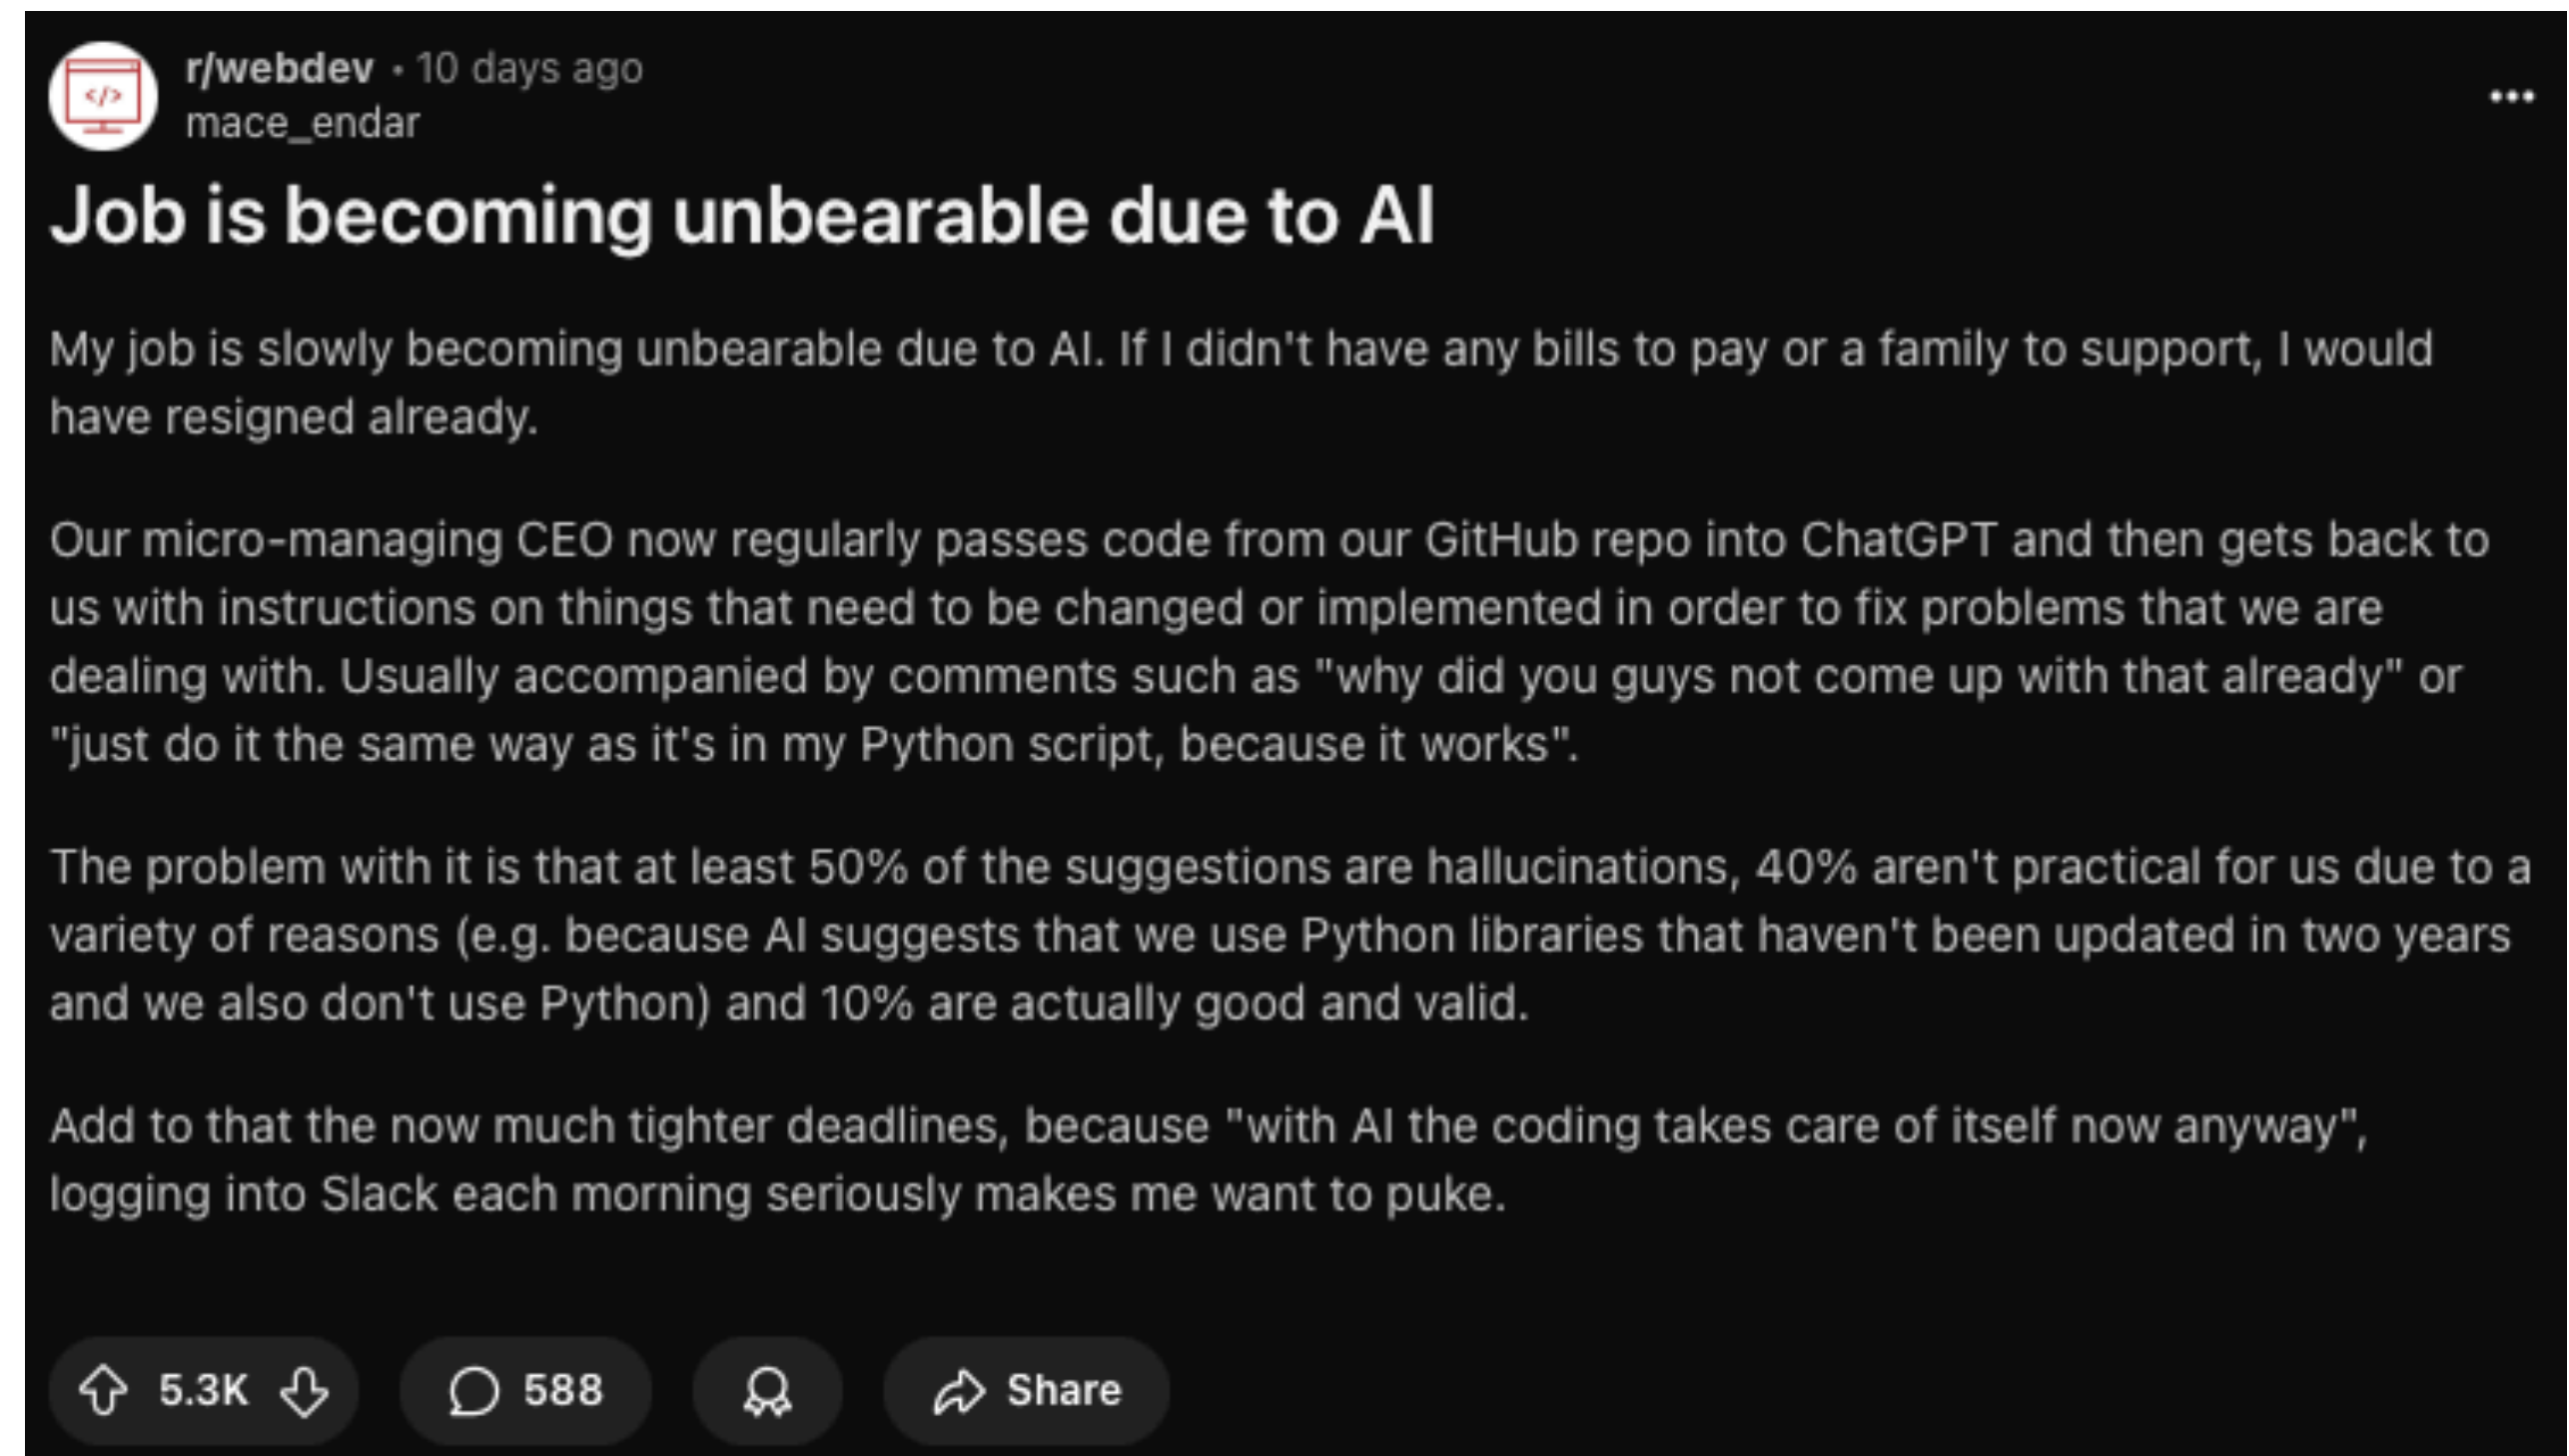 r/webdev • 10 days ago
mace_endar
Job is becoming unbearable due to AI
My job is slowly becoming unbearable due to AI. If I didn't have any bills to pay or a family to support, I would
have resigned already.
Our micro-managing CEO now regularly passes code from our GitHub repo into ChatGPT and then gets back to
us with instructions on things that need to be changed or implemented in order to fix problems that we are
dealing with. Usually accompanied by comments such as "why did you guys not come up with that already" or
"just do it the same way as it's in my Python script, because it works".
The problem with it is that at least 50% of the suggestions are hallucinations, 40% aren't practical for us due to a
variety of reasons (e.g. because AI suggests that we use Python libraries that haven't been updated in two years
and we also don't use Python) and 10% are actually good and valid.
Add to that the now much tighter deadlines, because "with AI the coding takes care of itself now anyway",
logging into Slack each morning seriously makes me want to puke.
5.3K 588 Share